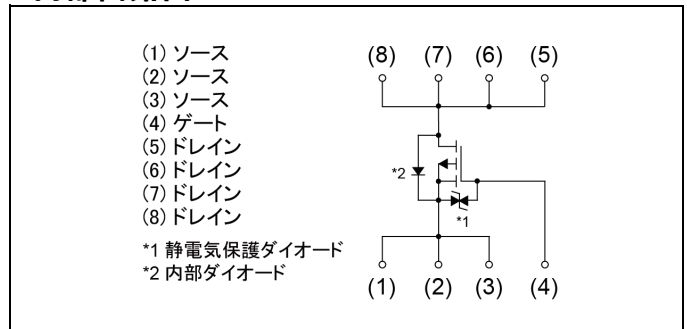 (1) ソース
(2) ソース
(3) ソース
(4) ゲート
(5) ドレイン
(6) ドレイン
(7) ドレイン
(8) ドレイン
*1 静電気保護ダイオード
*2 内部ダイオード
(8) (7) (6) (5)
*2
*1
(1) (2) (3) (4)